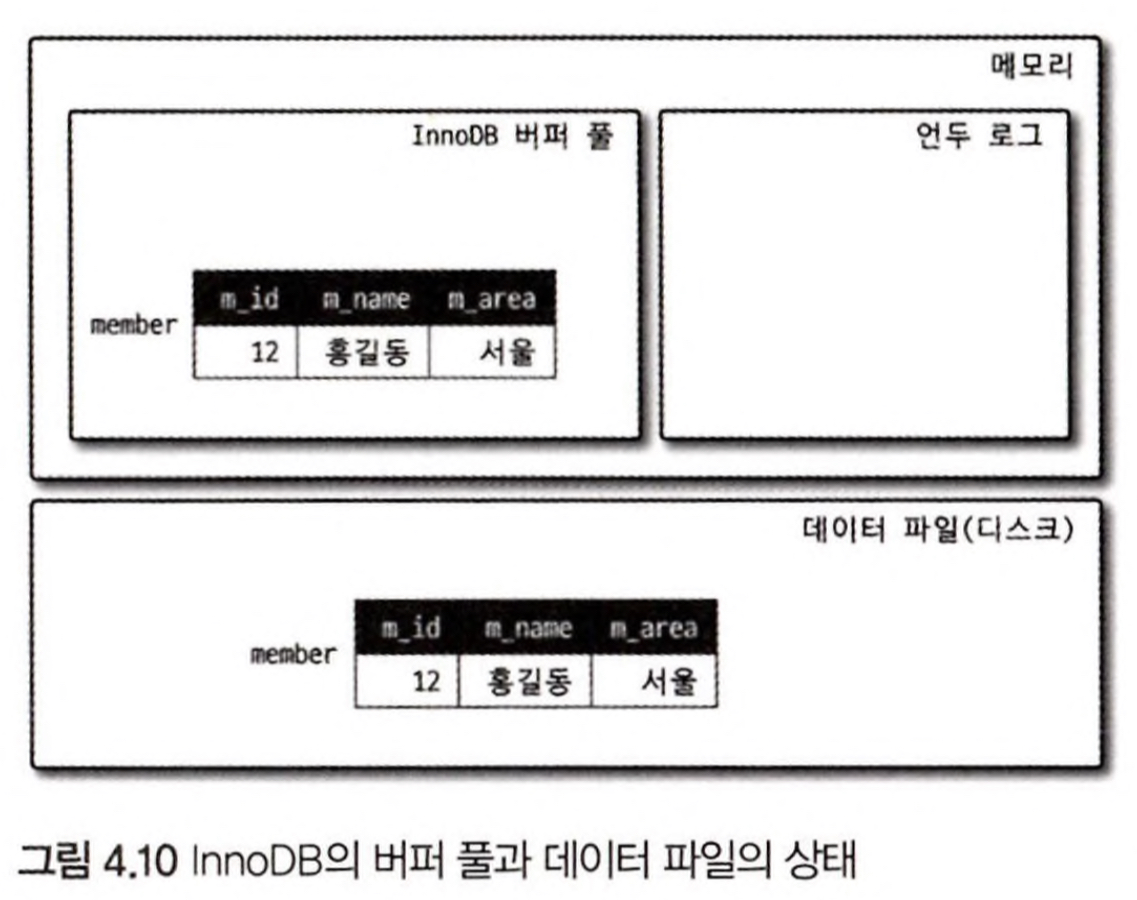 메모리
InnoDB 버퍼 풀
언두 로그
member
m_id m_name m_area
12 홍길동 서울
데이터 파일(디스크)
member
m_id m_name m_area
12 홍길동 서울
그림 4.10 InnoDB의 버퍼 풀과 데이터 파일의 상태